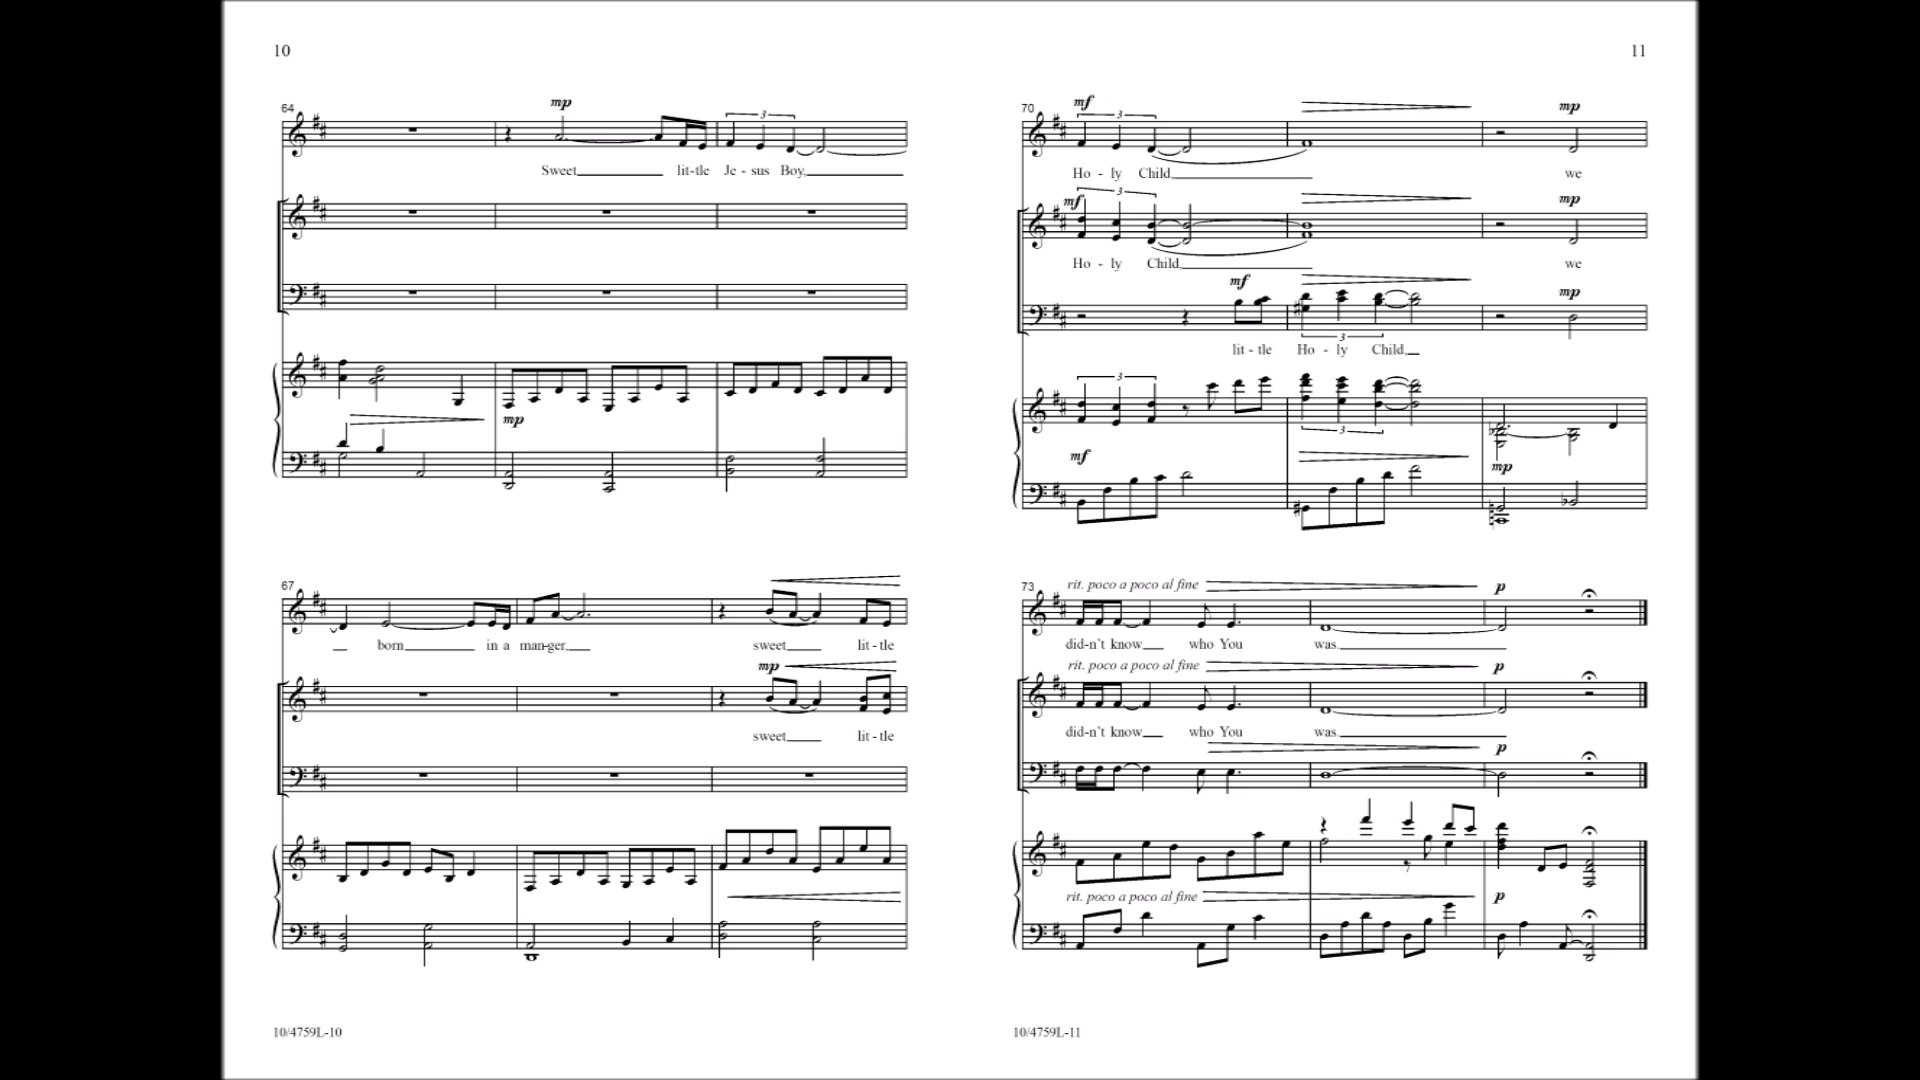 10
64
mp
3
Sweet lit-tle Je - sus Boy,
mp
67
born in a man-ger, sweet lit - tle
mp
sweet lit - tle
10/4759L-10
11
70
mf 3 mp
Ho - ly Child, we
mf 3 mp
Ho - ly Child, we
mf mp
3
lit - tle Ho - ly Child,
3
3
mf mp
73
rit. poco a poco al fine p
did-n't know who You was.
rit. poco a poco al fine p
did-n't know who You was.
p
rit. poco a poco al fine p
10/4759L-11